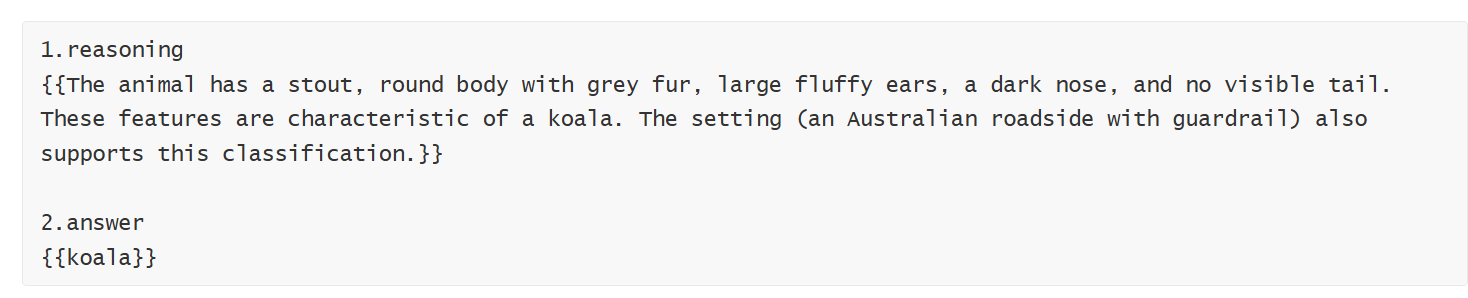 1.reasoning
{{The animal has a stout, round body with grey fur, large fluffy ears, a dark nose, and no visible tail.
These features are characteristic of a koala. The setting (an Australian roadside with guardrail) also
supports this classification.}}
2.answer
{{koala}}